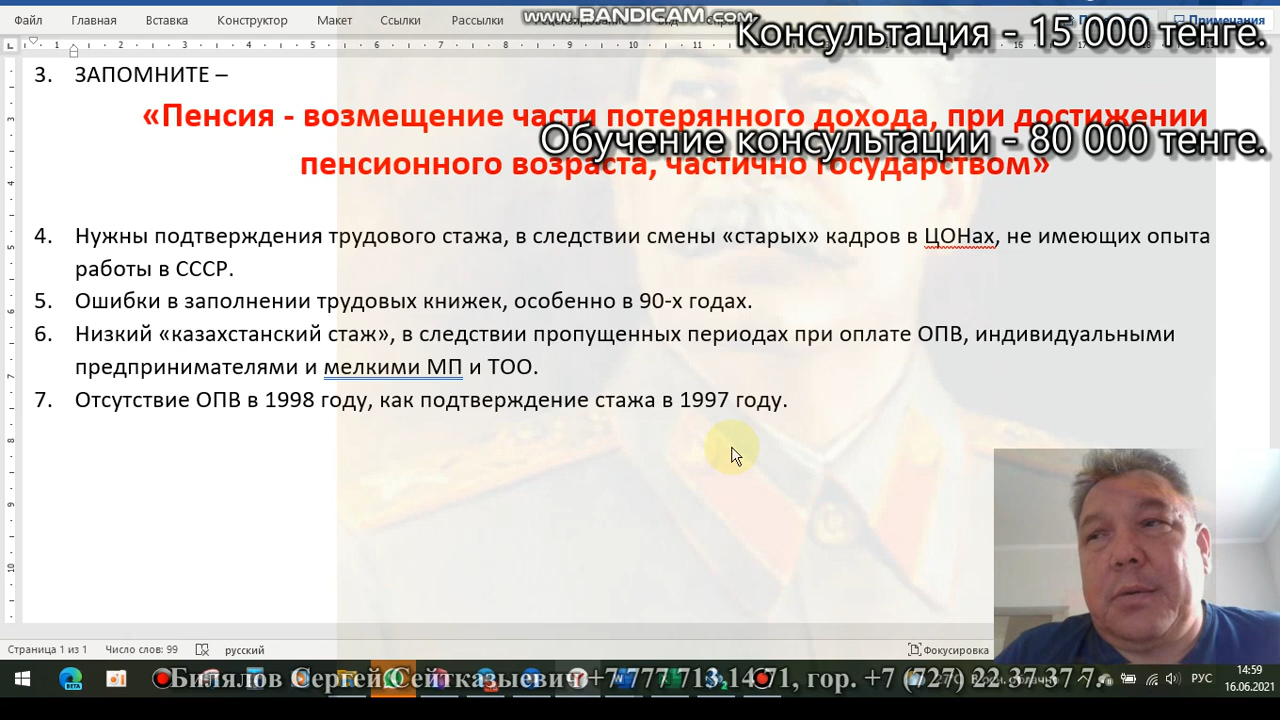 Файл Главная Вставка Конструктор Макет Ссылки Рассылки
www.BANDICAM.com
Примечания
Консультация - 15 000 тенге.
3. ЗАПОМНИТЕ –
«Пенсия - возмещение части потерянного дохода, при достижении
Обучение консультации - 80 000 тенге.
пенсионного возраста, частично государством»
4. Нужны подтверждения трудового стажа, в следствии смены «старых» кадров в ЦОНах, не имеющих опыта
работы в СССР.
5. Ошибки в заполнении трудовых книжек, особенно в 90-х годах.
6. Низкий «казахстанский стаж», в следствии пропущенных периодах при оплате ОПВ, индивидуальными
предпринимателями и мелкими МП и ТОО.
7. Отсутствие ОПВ в 1998 году, как подтверждение стажа в 1997 году.
Страница 1 из 1 Число слов: 99 русский
Фокусировка
Билялов Сергей Сейтказыевич +7 777 713 14 71, гор. +7 (727) 22 37 37 7.
РУС
14:59
16.06.2021